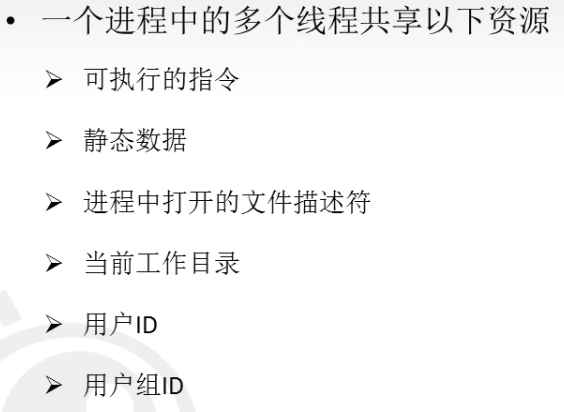 • 一个进程中的多个线程共享以下资源
➢ 可执行的指令
➢ 静态数据
➢ 进程中打开的文件描述符
➢ 当前工作目录
➢ 用户ID
➢ 用户组ID